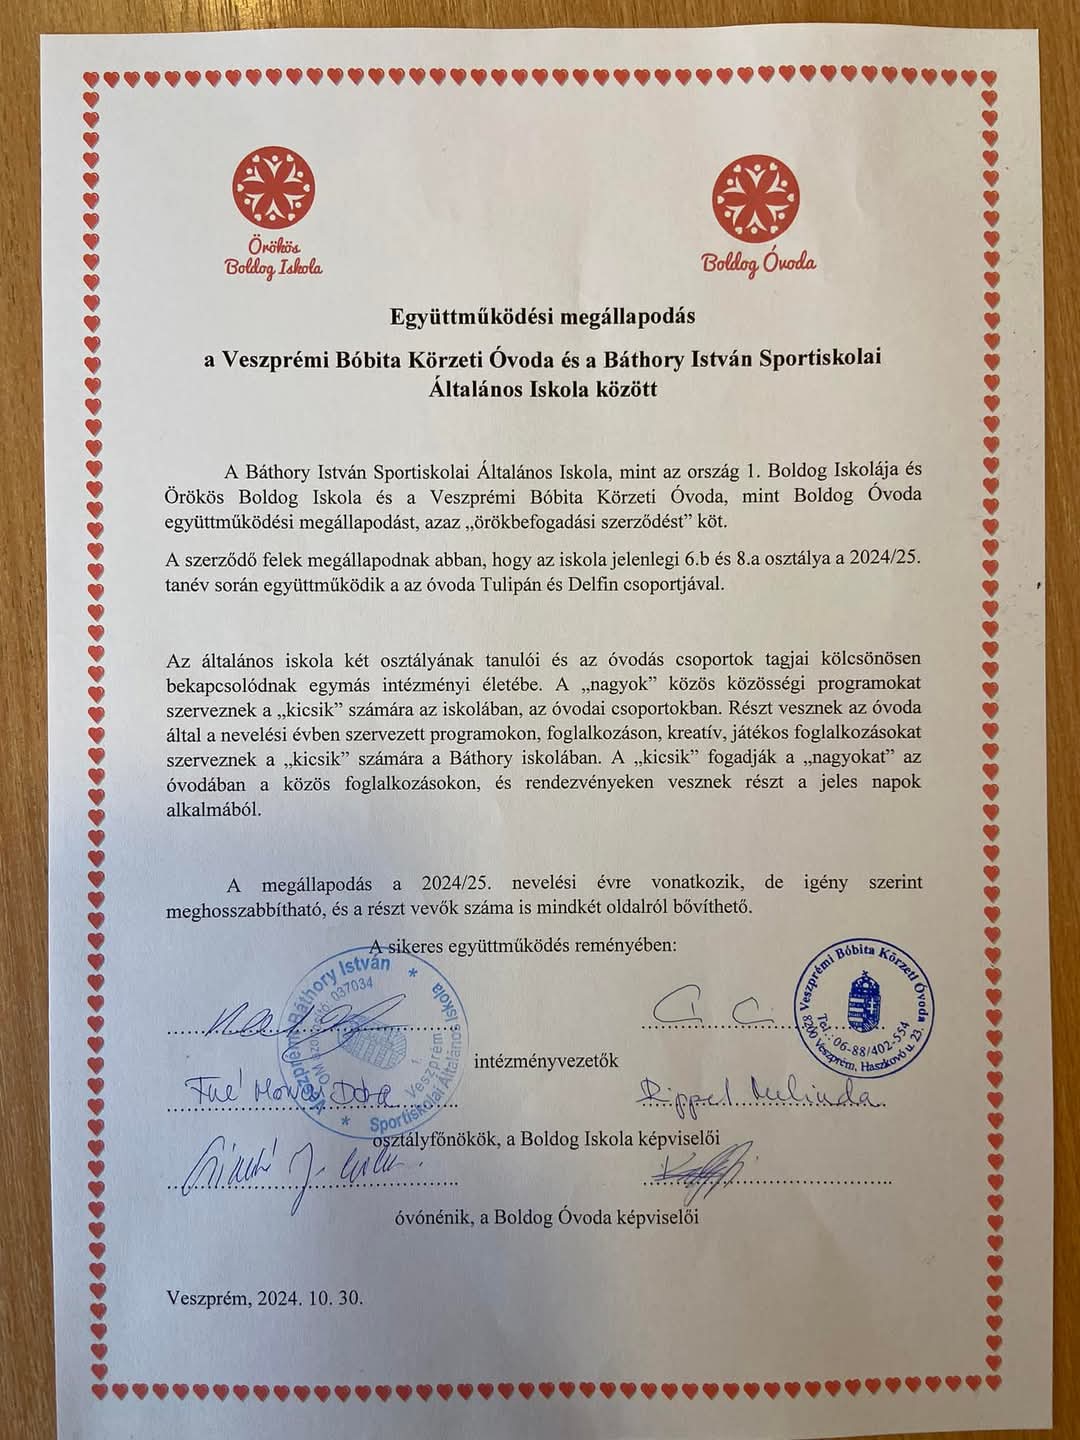 Örökös
Boldog Iskola
Boldog Óvoda
Együttműködési megállapodás
a Veszprémi Bóbita Körzeti Óvoda és a Báthory István Sportiskolai
Általános Iskola között
A Báthory István Sportiskolai Általános Iskola, mint az ország 1. Boldog Iskolája és
Örökös Boldog Iskola és a Veszprémi Bóbita Körzeti Óvoda, mint Boldog Óvoda
együttműködési megállapodást, azaz „örökbefogadási szerződést” köt.
A szerződő felek megállapodnak abban, hogy az iskola jelenlegi 6.b és 8.a osztálya a 2024/25.
tanév során együttműködik a az óvoda Tulipán és Delfin csoportjával.
Az általános iskola két osztályának tanulói és az óvodás csoportok tagjai kölcsönösen
bekapcsolódnak egymás intézményi életébe. A „nagyok” közös közösségi programokat
szerveznek a „kicsik” számára az iskolában, az óvodai csoportokban. Részt vesznek az óvoda
által a nevelési évben szervezett programokon, foglalkozáson, kreatív, játékos foglalkozásokat
szerveznek a „kicsik” számára a Báthory iskolában. A „kicsik” fogadják a „nagyokat” az
óvodában a közös foglalkozásokon, és rendezvényeken vesznek részt a jeles napok
alkalmából.
A megállapodás a 2024/25. nevelési évre vonatkozik, de igény szerint
meghosszabbítható, és a részt vevők száma is mindkét oldalról bővíthető.
A sikeres együttműködés reményében:
Veszprémi Báthory István
Sportiskolai Általános Iskola
037034
Veszprém
1.
Veszprémi Bóbita Körzeti Óvoda
Tel.: 06-88/402-554
8200 Veszprém, Haszkovó u. 23.
intézményvezetők
Rippel Melinda
osztályfőnökök, a Boldog Iskola képviselői
óvónénik, a Boldog Óvoda képviselői
Veszprém, 2024. 10. 30.